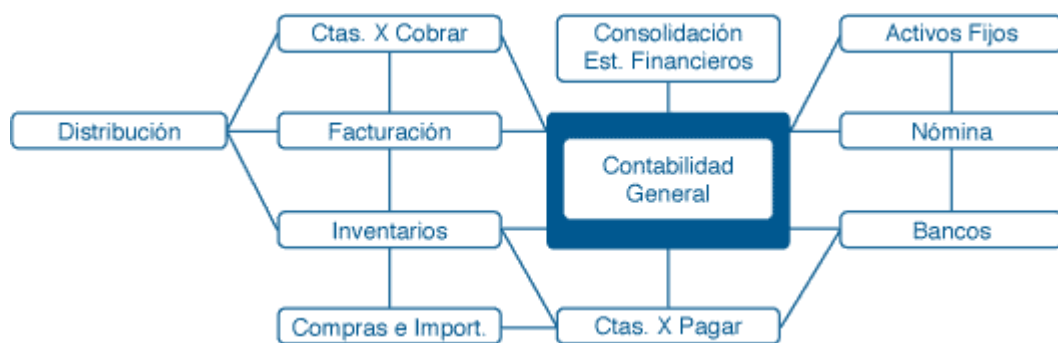 Ctas. X Cobrar
Consolidación
Est. Financieros
Activos Fijos
Distribución
Facturación
Contabilidad
General
Nómina
Inventarios
Bancos
Compras e Import.
Ctas. X Pagar